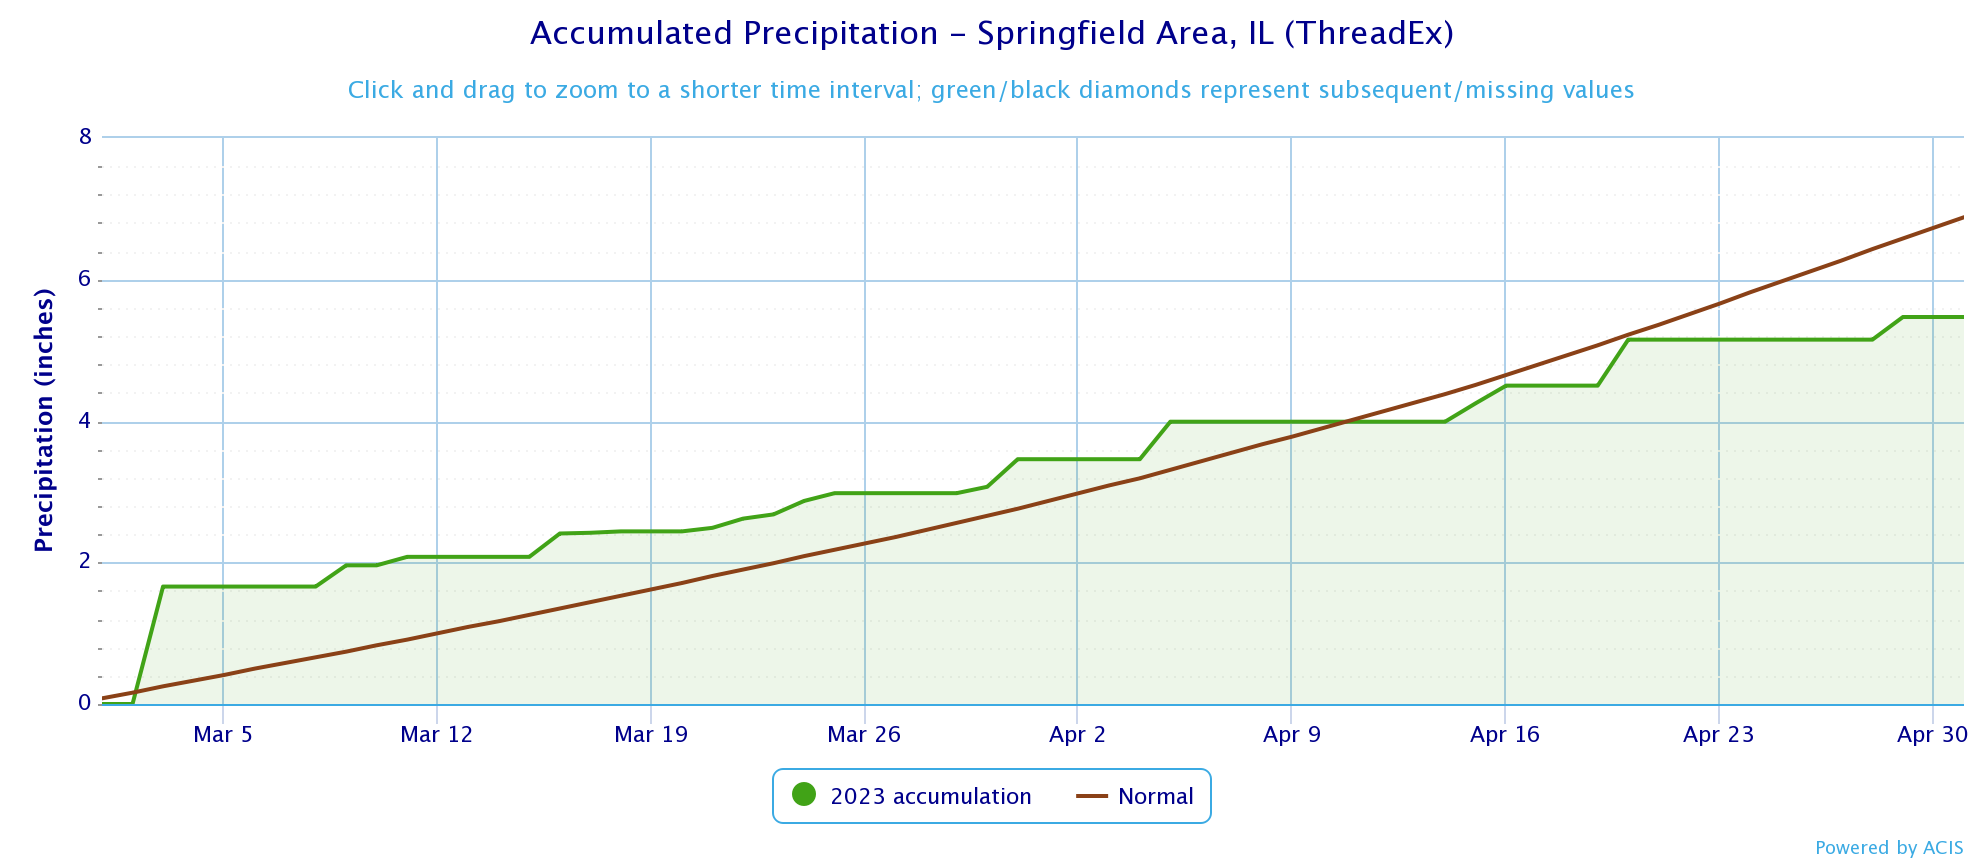 Accumulated Precipitation – Springfield Area, IL (ThreadEx)
Click and drag to zoom to a shorter time interval; green/black diamonds represent subsequent/missing values
Precipitation (inches)
8
6
4
2
0
Mar 5 Mar 12 Mar 19 Mar 26 Apr 2 Apr 9 Apr 16 Apr 23 Apr 30
2023 accumulation Normal
Powered by ACIS